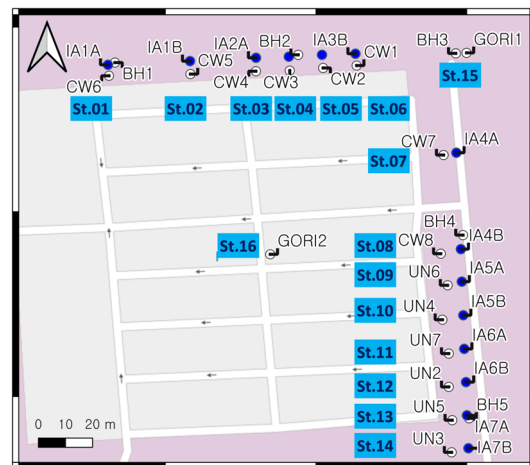 IA1A
IA1B
CW5
IA2A
BH2
IA3B
CW1
BH3
GORI1
CW6
BH1
CW4
CW3
CW2
St.15
St.01
St.02
St.03
St.04
St.05
St.06
CW7
IA4A
St.07
BH4
St.16
GORI2
St.08
CW8
IA4B
St.09
UN6
IA5A
St.10
UN4
IA5B
St.11
UN7
IA6A
St.12
UN2
IA6B
St.13
UN5
BH5
IA7A
St.14
UN3
IA7B
0 10 20 m